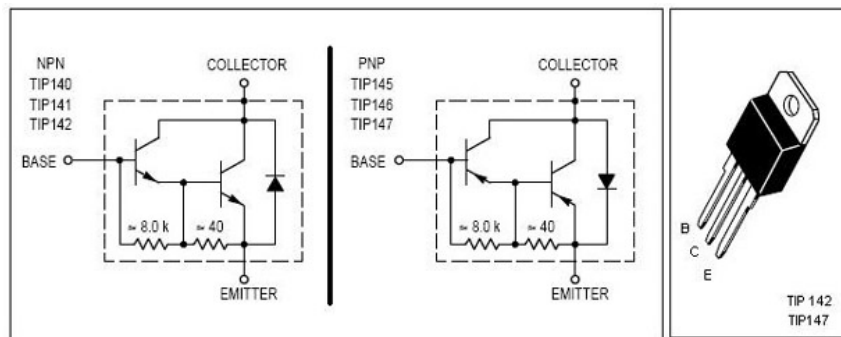 NPN
TIP140
TIP141
TIP142
COLLECTOR
BASE
≈ 8.0 k
≈ 40
EMITTER
PNP
TIP145
TIP146
TIP147
COLLECTOR
BASE
≈ 8.0 k
≈ 40
EMITTER
B
C
E
TIP 142
TIP147